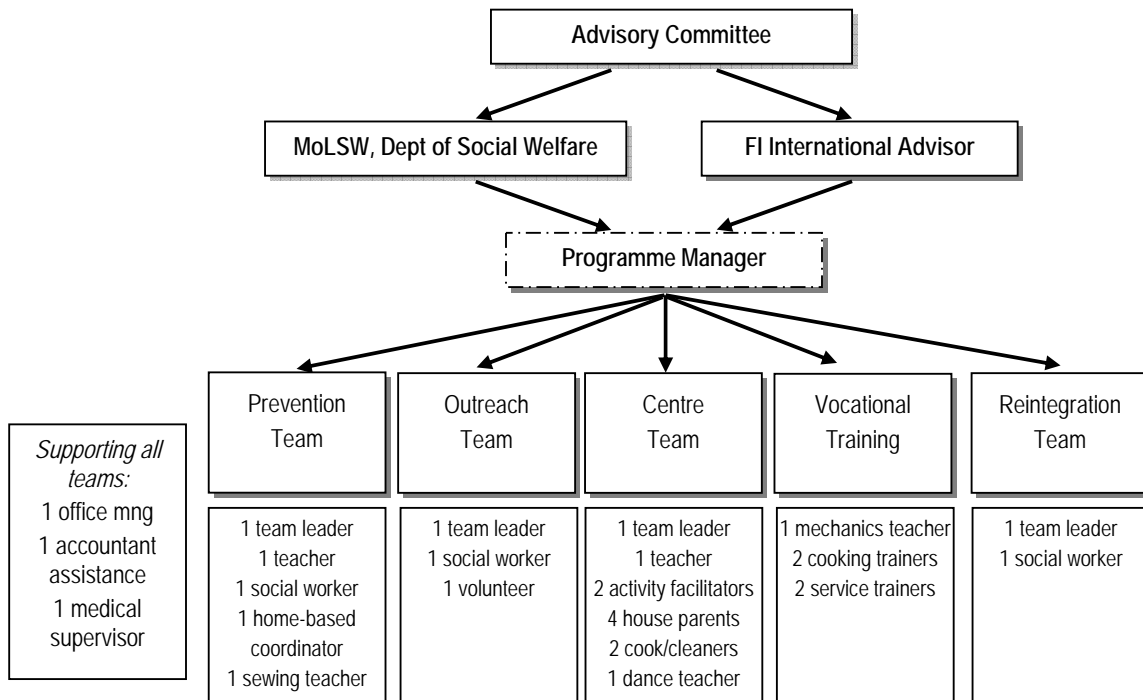 Advisory Committee
MoLSW, Dept of Social Welfare
FI International Advisor
Programme Manager
Prevention
Team
Outreach
Team
Centre
Team
Vocational
Training
Reintegration
Team
Supporting all
teams:
1 office mng
1 accountant
assistance
1 medical
supervisor
1 team leader
1 teacher
1 social worker
1 home-based
coordinator
1 sewing teacher
1 team leader
1 social worker
1 volunteer
1 team leader
1 teacher
2 activity facilitators
4 house parents
2 cook/cleaners
1 dance teacher
1 mechanics teacher
2 cooking trainers
2 service trainers
1 team leader
1 social worker